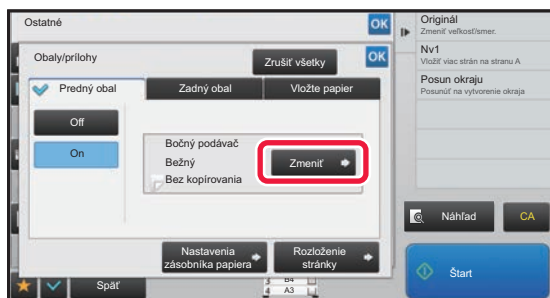 Ostatné
OK
Obaly/prílohy
Zrušiť všetky
OK
Predný obal
Zadný obal
Vložte papier
Off
On
Bočný podávač
Bežný
Bez kopírovania
Zmeniť
Nastavenia
zásobníka papiera
Rozloženie
stránky
Späť
3 B4
4 A3
Originál
Zmeniť veľkosť/smer.
Nv1
Vložiť viac strán na stranu A
Posun okraju
Posunúť na vytvorenie okraja
Náhľad
CA
Štart